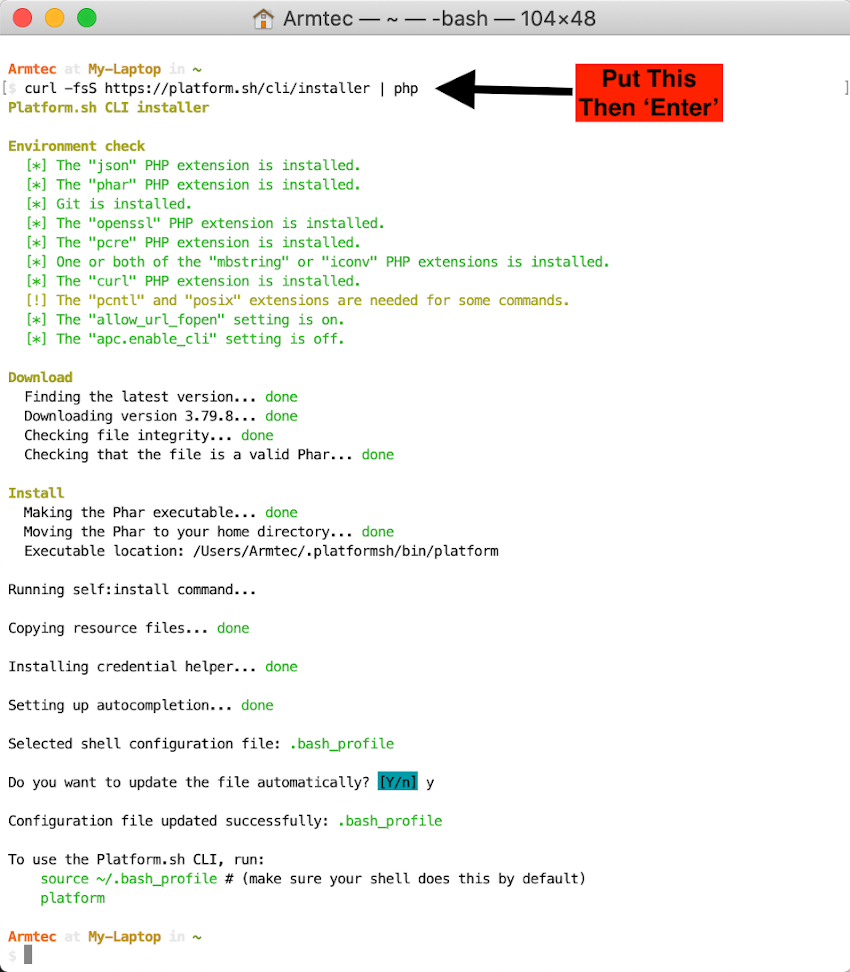 Armtec — ~ — -bash — 104×48
Armtec at My-Laptop in ~
[$ curl -fsS https://platform.sh/cli/installer | php ]
Put This
Then ‘Enter’
Platform.sh CLI installer
Environment check
[*] The "json" PHP extension is installed.
[*] The "phar" PHP extension is installed.
[*] Git is installed.
[*] The "openssl" PHP extension is installed.
[*] The "pcre" PHP extension is installed.
[*] One or both of the "mbstring" or "iconv" PHP extensions is installed.
[*] The "curl" PHP extension is installed.
[!] The "pcntl" and "posix" extensions are needed for some commands.
[*] The "allow_url_fopen" setting is on.
[*] The "apc.enable_cli" setting is off.
Download
Finding the latest version... done
Downloading version 3.79.8... done
Checking file integrity... done
Checking that the file is a valid Phar... done
Install
Making the Phar executable... done
Moving the Phar to your home directory... done
Executable location: /Users/Armtec/.platformsh/bin/platform
Running self:install command...
Copying resource files... done
Installing credential helper... done
Setting up autocompletion... done
Selected shell configuration file: .bash_profile
Do you want to update the file automatically? [Y/n] y
Configuration file updated successfully: .bash_profile
To use the Platform.sh CLI, run:
source ~/.bash_profile # (make sure your shell does this by default)
platform
Armtec at My-Laptop in ~
$